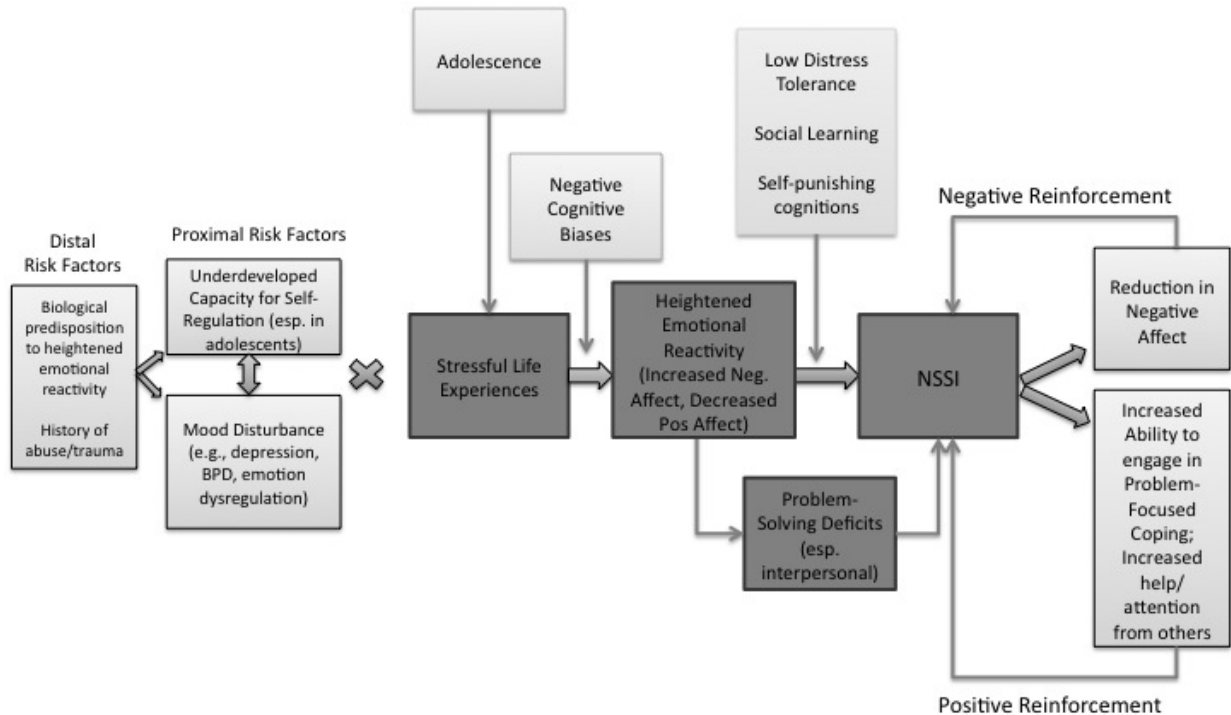 Adolescence
Low Distress
Tolerance
Social Learning
Self-punishing
cognitions
Negative
Cognitive
Biases
Negative Reinforcement
Distal
Risk Factors
Proximal Risk Factors
Biological
predisposition
to heightened
emotional
reactivity
History of
abuse/trauma
Underdeveloped
Capacity for Self-
Regulation (esp. in
adolescents)
Mood Disturbance
(e.g., depression,
BPD, emotion
dysregulation)
Stressful Life
Experiences
Heightened
Emotional
Reactivity
(Increased Neg.
Affect, Decreased
Pos Affect)
Problem-
Solving Deficits
(esp.
interpersonal)
NSSI
Reduction in
Negative
Affect
Increased
Ability to
engage in
Problem-
Focused
Coping;
Increased
help/
attention
from others
Positive Reinforcement